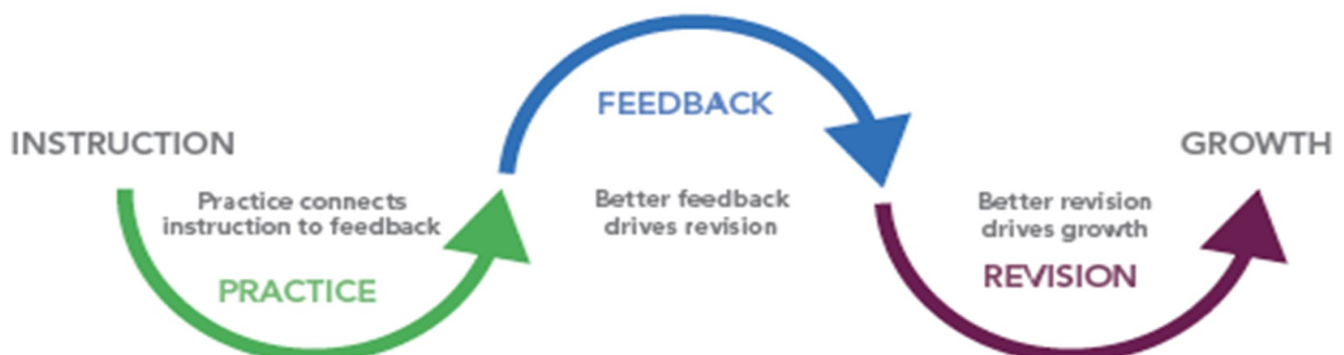 FEEDBACK
INSTRUCTION
GROWTH
Practice connects
instruction to feedback
PRACTICE
Better feedback
drives revision
Better revision
drives growth
REVISION